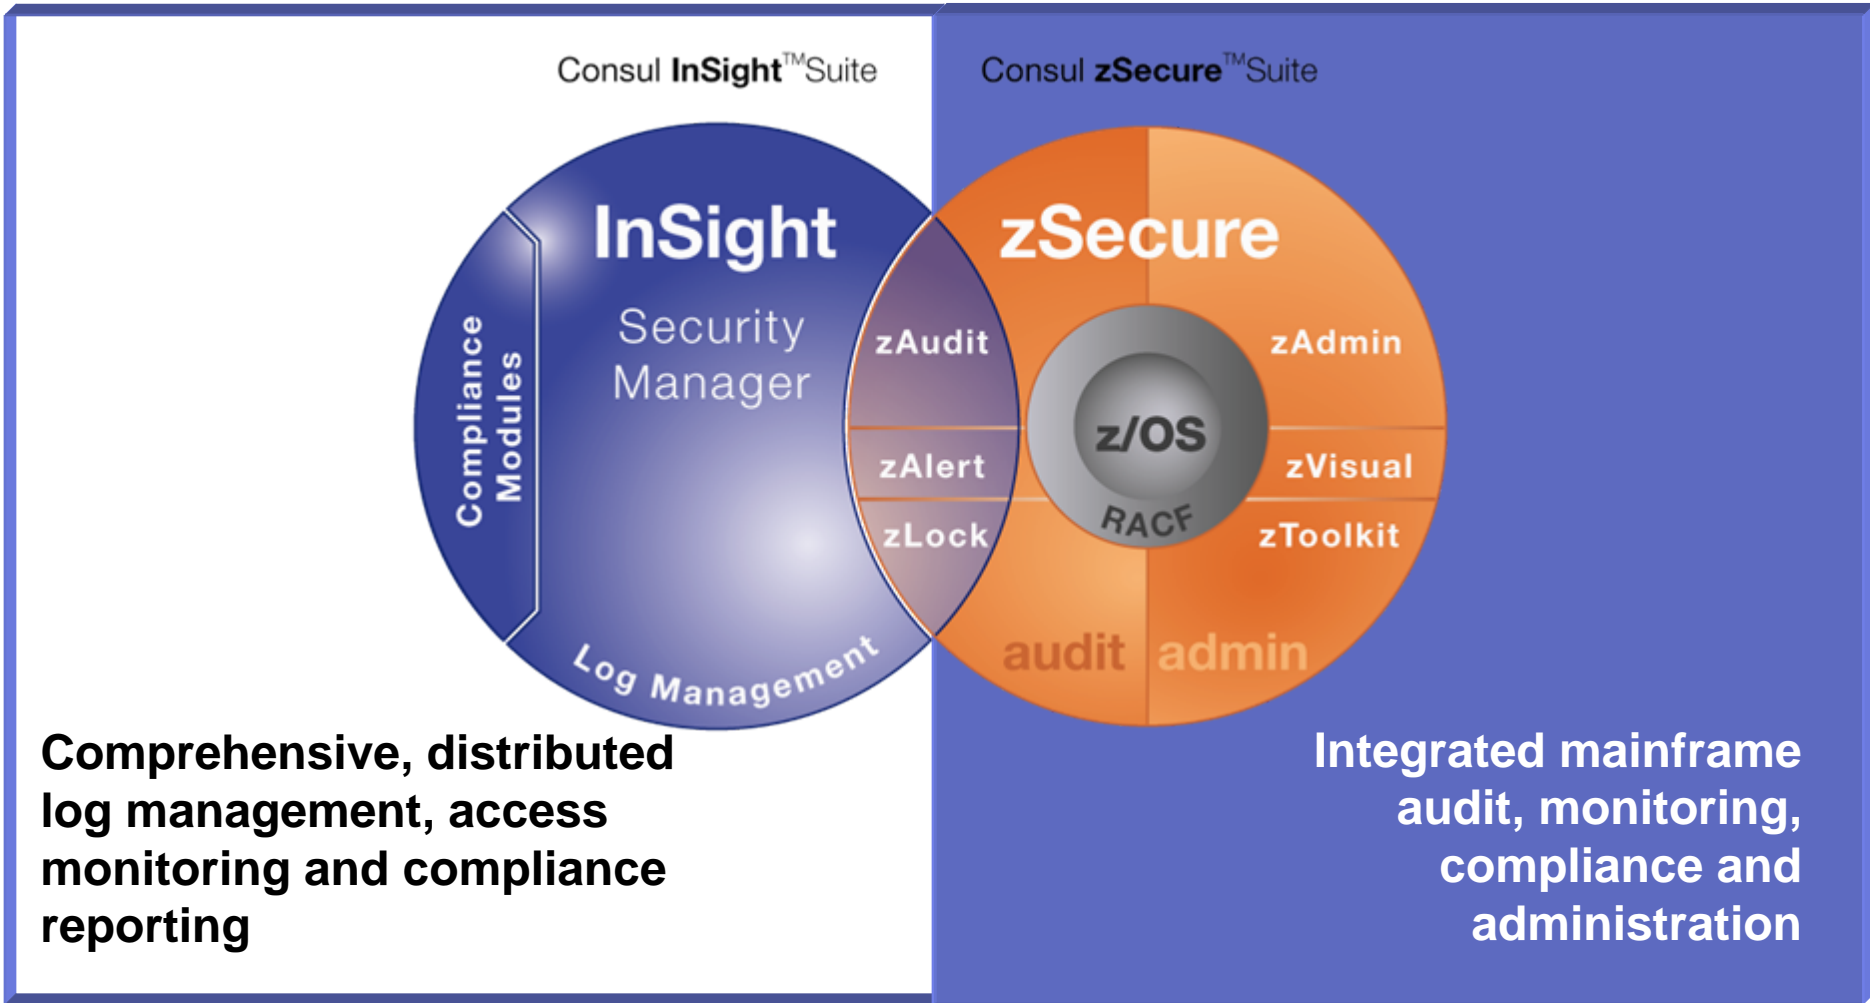 Consul InSight™Suite
Consul zSecure™Suite
InSight
Security
Manager
Compliance
Modules
Log Management
zAudit
zAlert
zLock
zSecure
z/OS
RACF
zAdmin
zVisual
zToolkit
audit
admin
Comprehensive, distributed
log management, access
monitoring and compliance
reporting
Integrated mainframe
audit, monitoring,
compliance and
administration